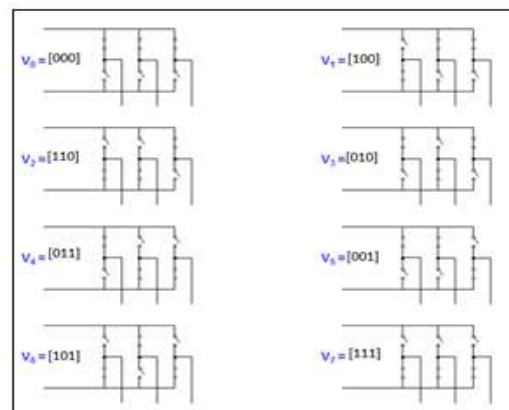 V0 = [000]
V1 = [100]
V2 = [110]
V3 = [010]
V4 = [011]
V5 = [001]
V6 = [101]
V7 = [111]